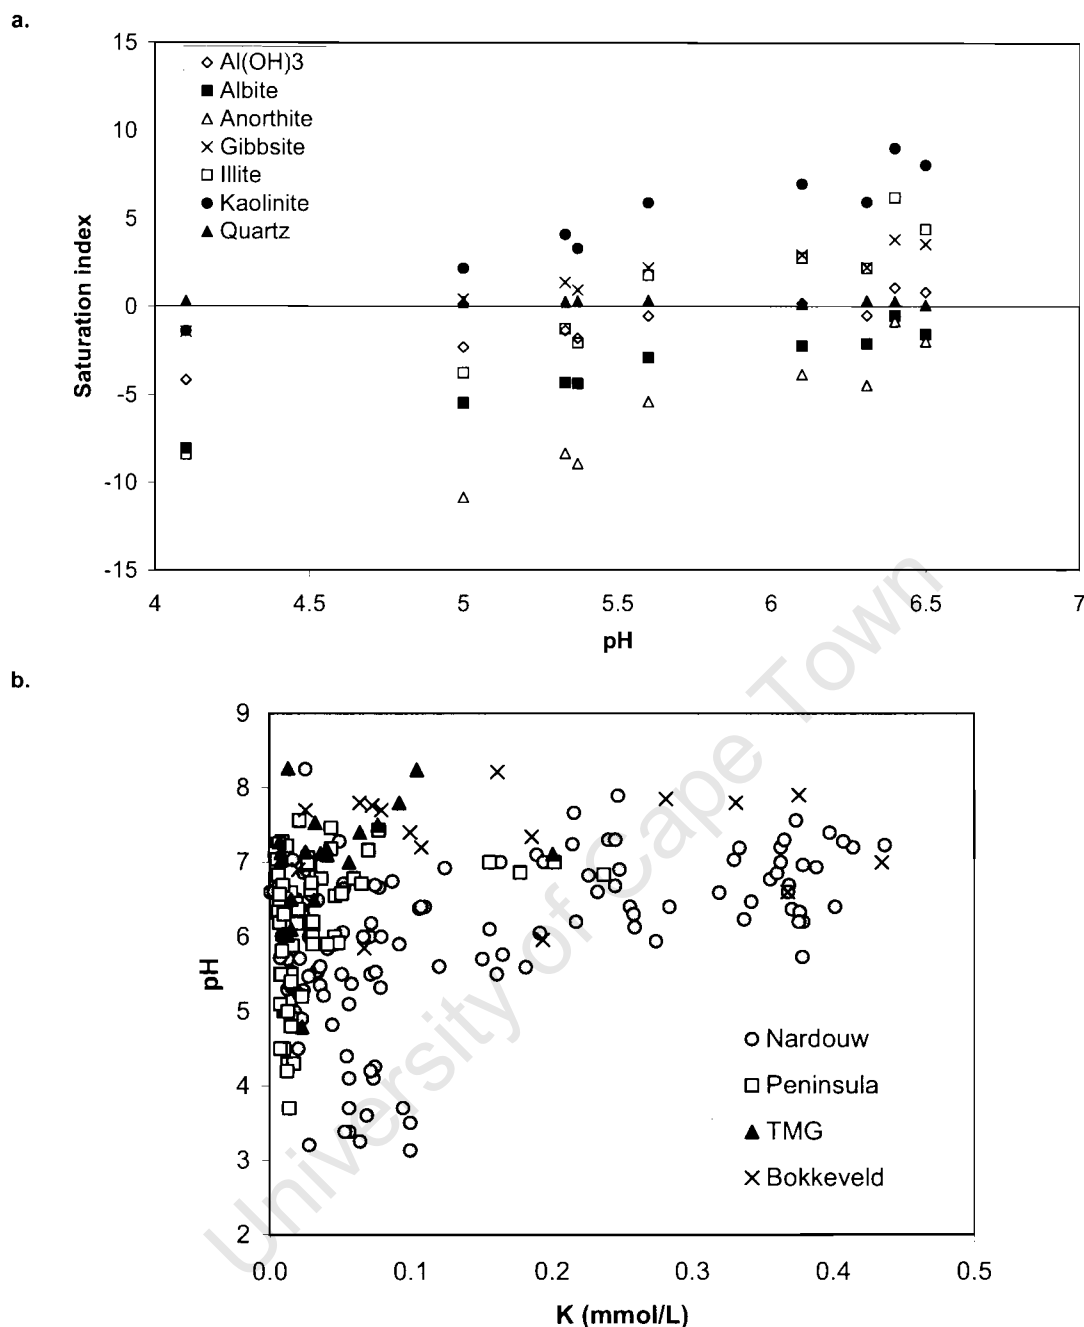 a.
15
10
5
0
-5
-10
-15
Saturation index
Al(OH)3
Albite
Anorthite
Gibbsite
Illite
Kaolinite
Quartz
4
4.5
5
5.5
6
6.5
7
pH
b.
9
8
7
6
5
4
3
2
pH
Nardouw
Peninsula
TMG
Bokkeveld
0.0
0.1
0.2
0.3
0.4
0.5
K (mmol/L)
University of Cape Town